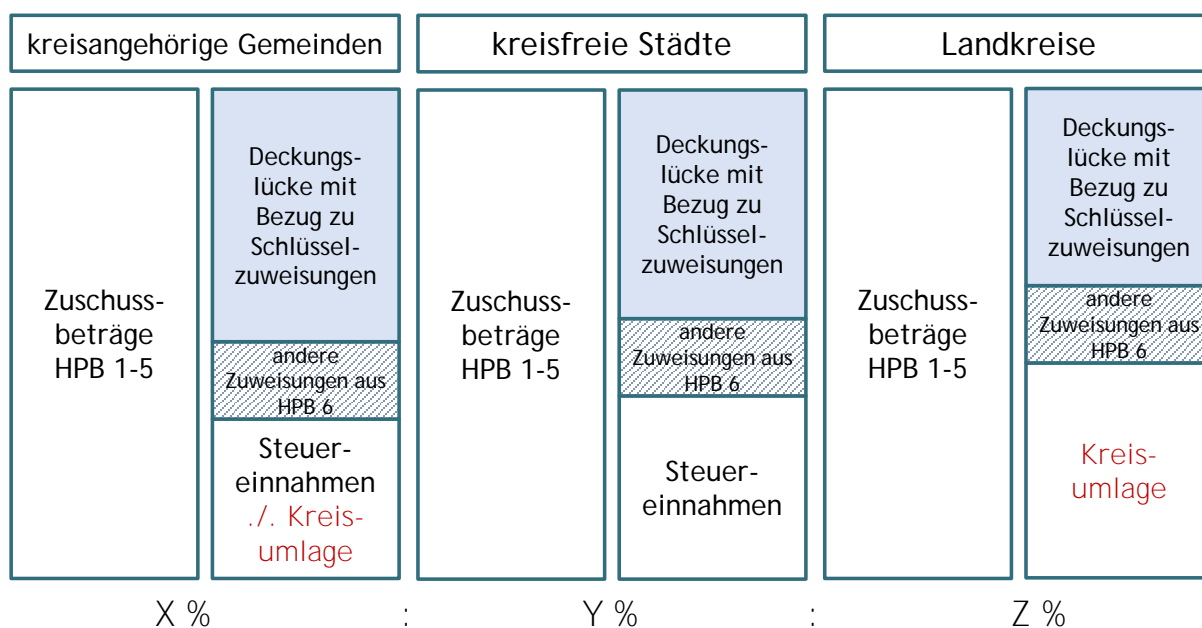 kreisangehörige Gemeinden
kreisfreie Städte
Landkreise
Zuschuss-
beträge
HPB 1-5
Deckungs-
lücke mit
Bezug zu
Schlüssel-
zuweisungen
andere
Zuweisungen aus
HPB 6
Steuer-
einnahmen
./. Kreis-
umlage
Zuschuss-
beträge
HPB 1-5
Deckungs-
lücke mit
Bezug zu
Schlüssel-
zuweisungen
andere
Zuweisungen aus
HPB 6
Steuer-
einnahmen
Zuschuss-
beträge
HPB 1-5
Deckungs-
lücke mit
Bezug zu
Schlüssel-
zuweisungen
andere
Zuweisungen aus
HPB 6
Kreis-
umlage
X % : Y % : Z %